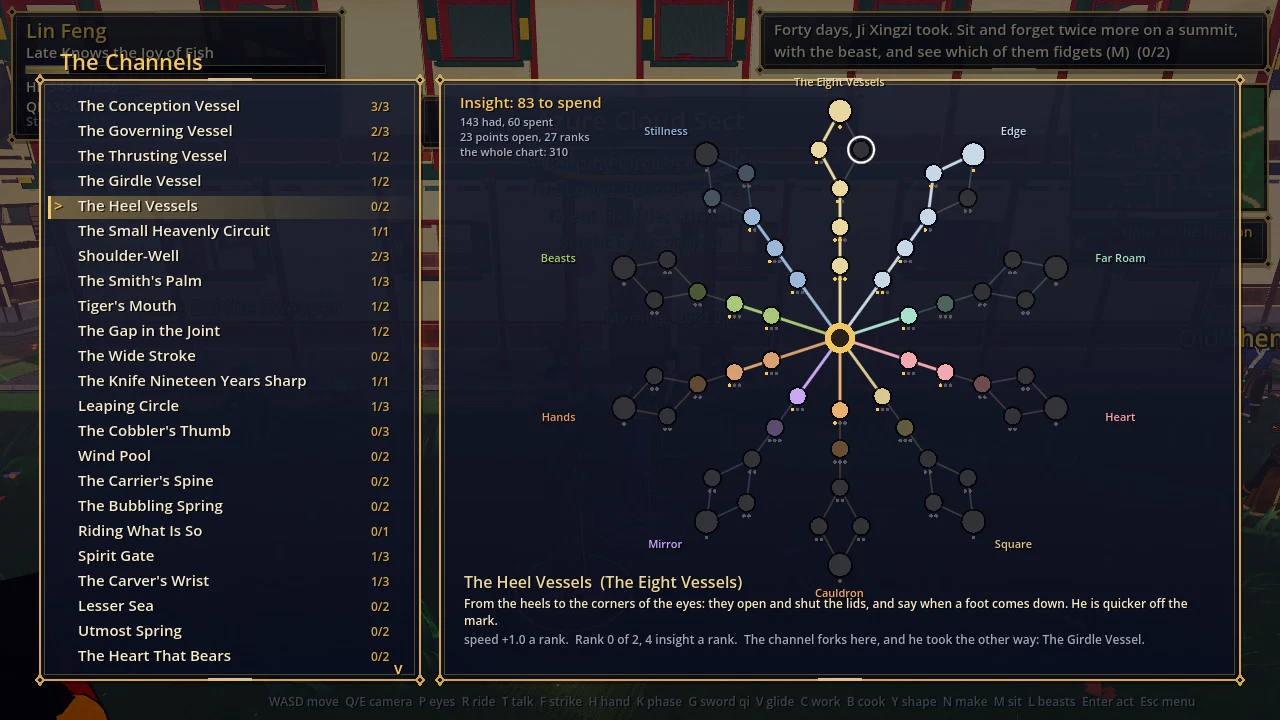 Lin Feng
Late Knows the Joy of Fish
The Channels
Forty days, Ji Xingzi took. Sit and forget twice more on a summit,
with the beast, and see which of them fidgets (M) (0/2)
The Conception Vessel 3/3
The Governing Vessel 2/3
The Thrusting Vessel 1/2
The Girdle Vessel 1/2
> The Heel Vessels 0/2
The Small Heavenly Circuit 1/1
Shoulder-Well 2/3
The Smith's Palm 1/3
Tiger's Mouth 1/2
The Gap in the Joint 1/2
The Wide Stroke 0/2
The Knife Nineteen Years Sharp 1/1
Leaping Circle 1/3
The Cobbler's Thumb 0/3
Wind Pool 0/2
The Carrier's Spine 0/2
The Bubbling Spring 0/2
Riding What Is So 0/1
Spirit Gate 1/3
The Carver's Wrist 1/3
Lesser Sea 0/2
Utmost Spring 0/2
The Heart That Bears 0/2
V
Insight: 83 to spend
143 had, 60 spent
23 points open, 27 ranks
the whole chart: 310
The Eight Vessels
Stillness
Edge
Beasts
Far Roam
Hands
Heart
Mirror
Square
Cauldron
The Heel Vessels (The Eight Vessels)
From the heels to the corners of the eyes: they open and shut the lids, and say when a foot comes down. He is quicker off the
mark.
speed +1.0 a rank. Rank 0 of 2, 4 insight a rank. The channel forks here, and he took the other way: The Girdle Vessel.
WASD move Q/E camera P eyes R ride T talk F strike H hand K phase G sword qi V glide C work B cook Y shape N make M sit L beasts Enter act Esc menu